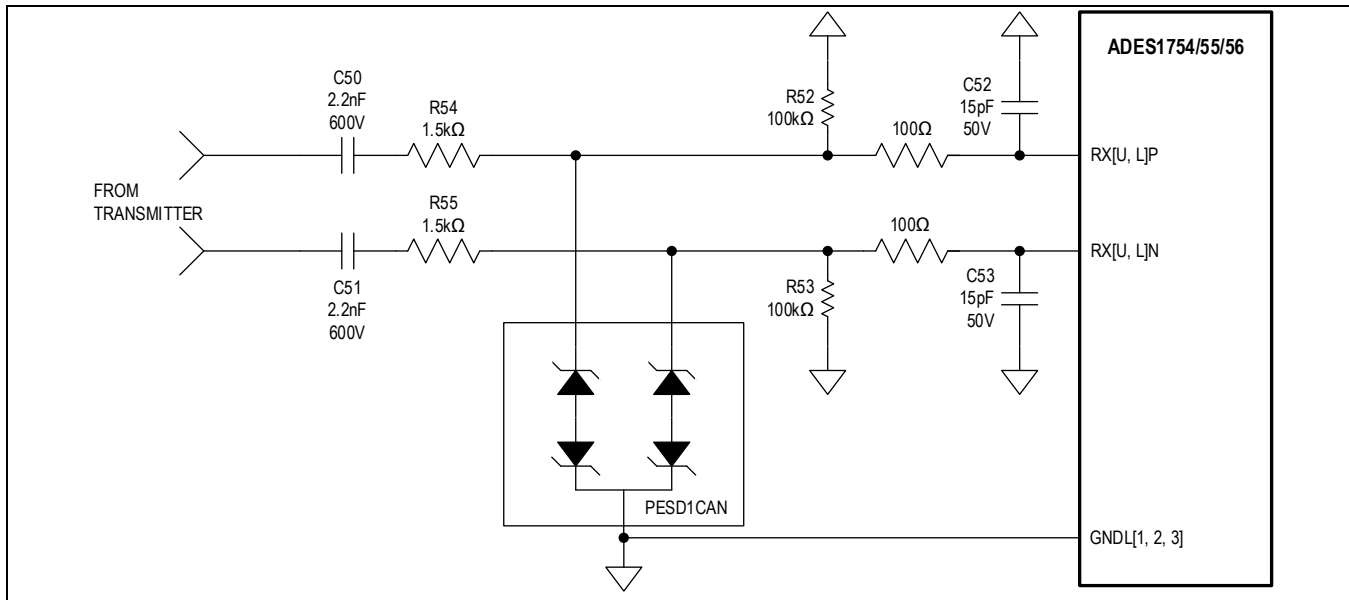 ADES1754/55/56
C50
2.2nF
600V
R54
1.5kΩ
R52
100kΩ
C52
15pF
50V
100Ω
RX[U, L]P
FROM
TRANSMITTER
R55
1.5kΩ
100Ω
RX[U, L]N
C51
2.2nF
600V
R53
100kΩ
C53
15pF
50V
PESD1CAN
GNDL[1, 2, 3]